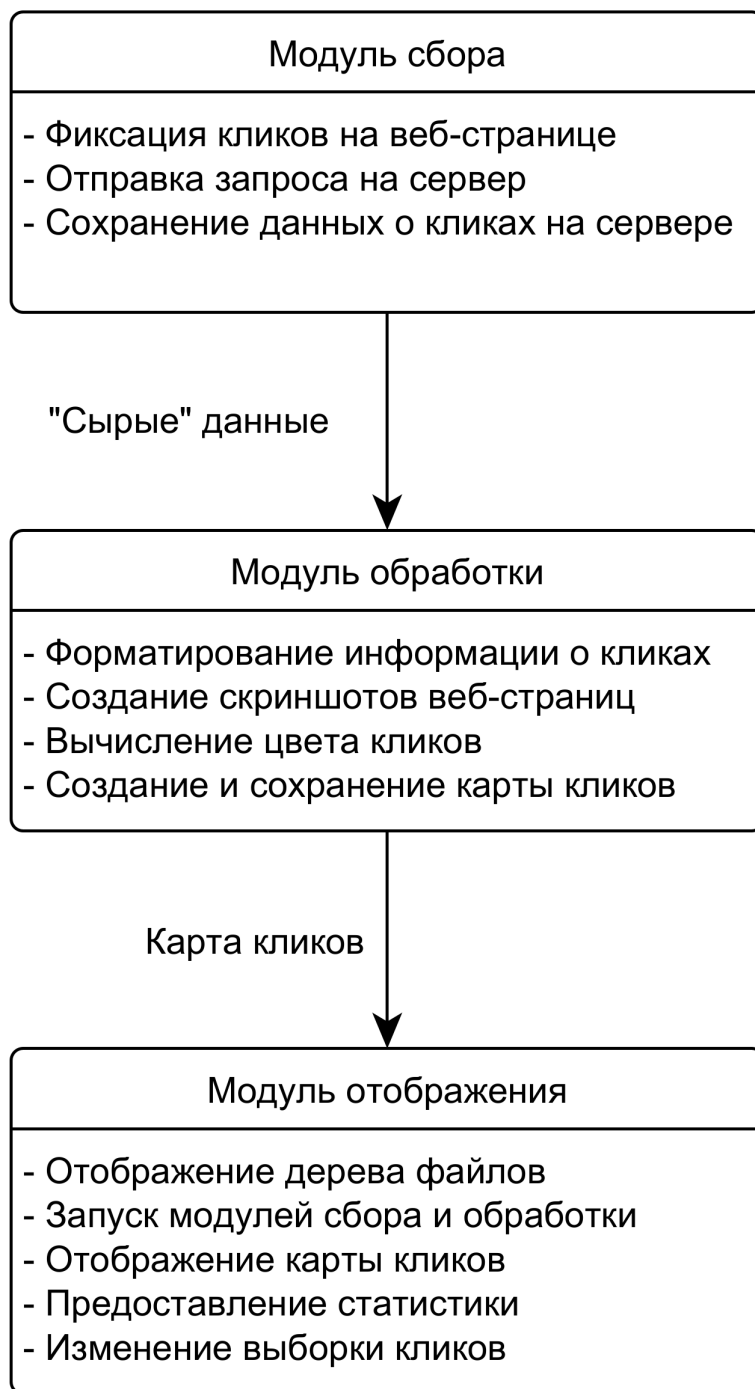 Модуль сбора
- Фиксация кликов на веб-странице
- Отправка запроса на сервер
- Сохранение данных о кликах на сервере
"Сырые" данные
Модуль обработки
- Форматирование информации о кликах
- Создание скриншотов веб-страниц
- Вычисление цвета кликов
- Создание и сохранение карты кликов
Карта кликов
Модуль отображения
- Отображение дерева файлов
- Запуск модулей сбора и обработки
- Отображение карты кликов
- Предоставление статистики
- Изменение выборки кликов